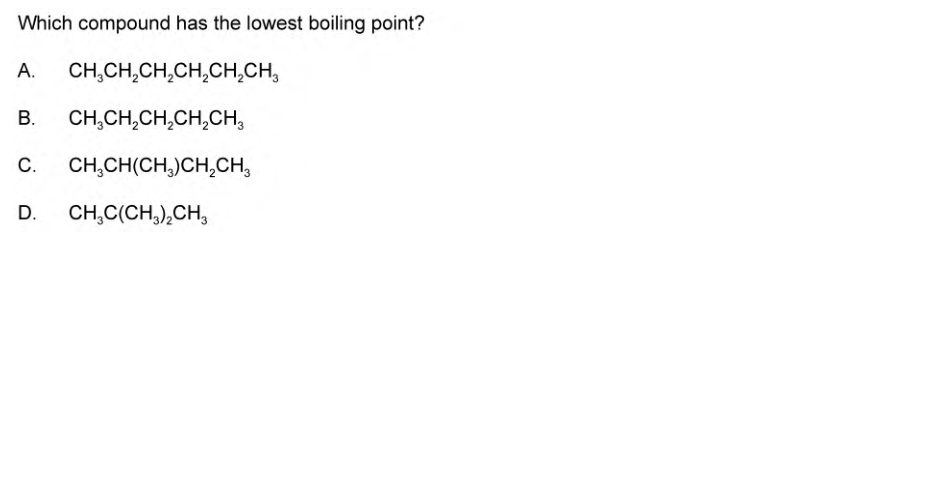 Which compound has the lowest boiling point?
A. CH₃CH₂CH₂CH₂CH₂CH₃
B. CH₃CH₂CH₂CH₂CH₃
C. CH₃CH(CH₃)CH₂CH₃
D. CH₃C(CH₃)₂CH₃